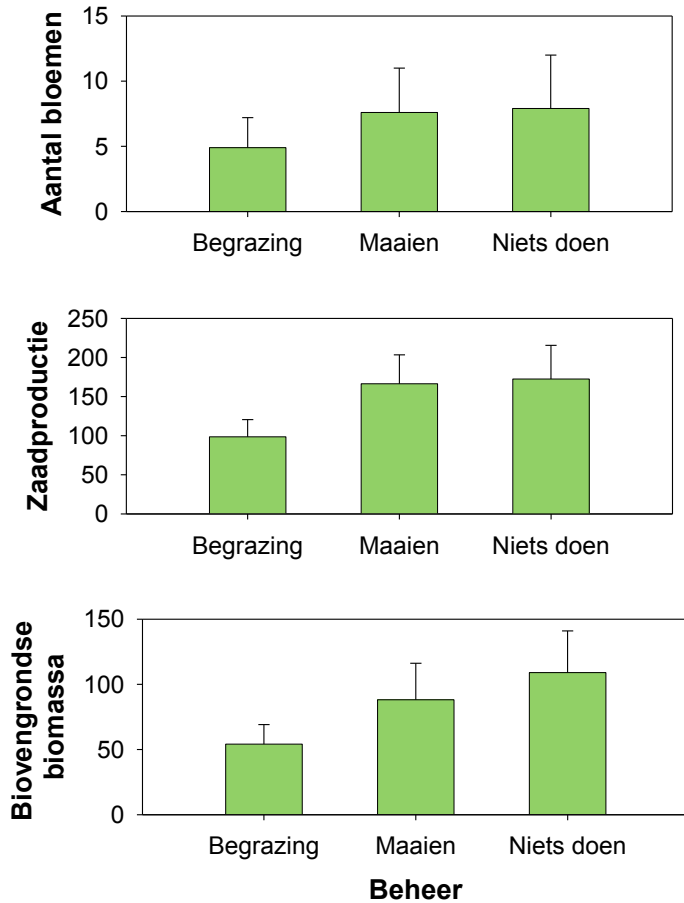 15
10
5
0
Aantal bloemen
Begrazing Maaien Niets doen
250
200
150
100
50
0
Zaadproductie
Begrazing Maaien Niets doen
150
100
50
0
Biovengrondse
biomassa
Begrazing Maaien Niets doen
Beheer